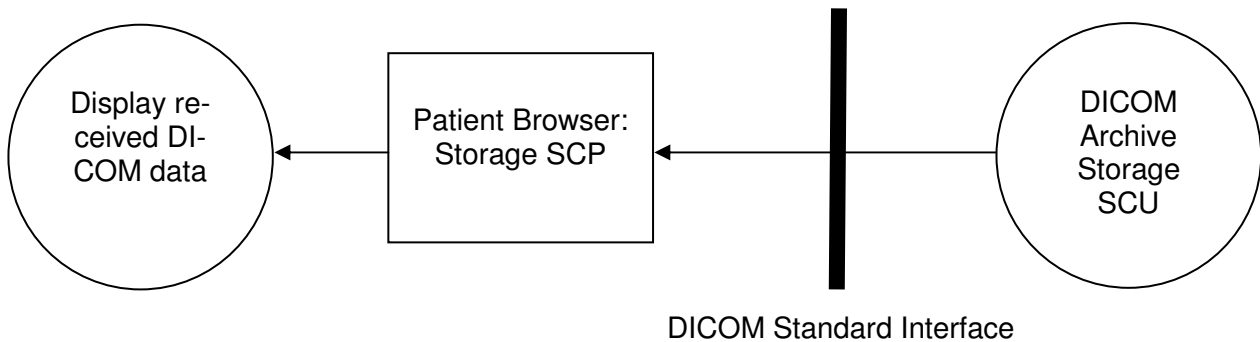 Display re-
ceived DI-
COM data
Patient Browser:
Storage SCP
DICOM
Archive
Storage
SCU
DICOM Standard Interface